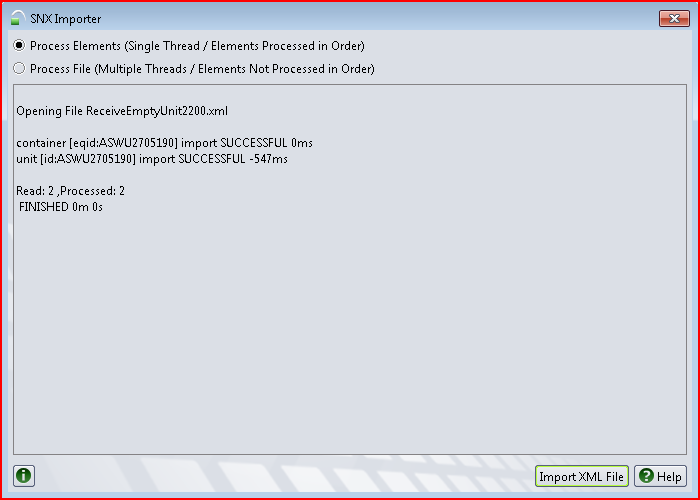 SNX Importer
Process Elements (Single Thread / Elements Processed in Order)
Process File (Multiple Threads / Elements Not Processed in Order)
Opening File ReceiveEmptyUnit2200.xml
container [eqid:ASWU2705190] import SUCCESSFUL 0ms
unit [id:ASWU2705190] import SUCCESSFUL -547ms
Read: 2 ,Processed: 2
FINISHED 0m 0s
Import XML File
Help